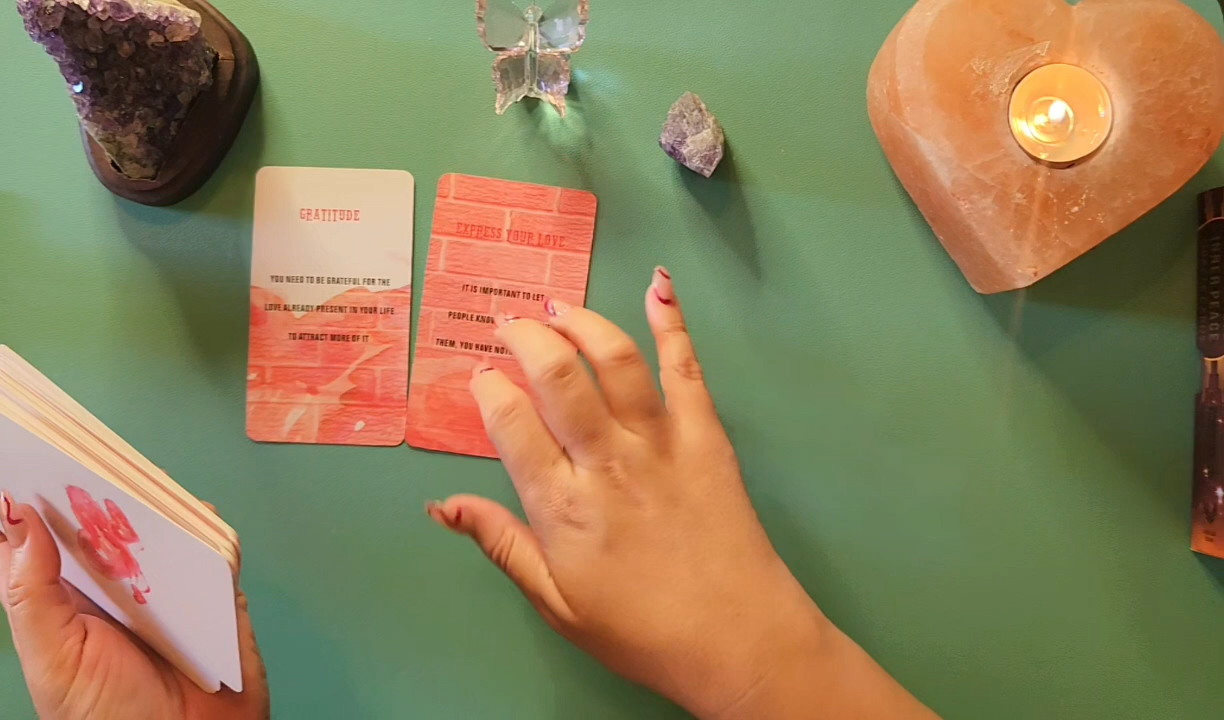 GRATITUDE
YOU NEED TO BE GRATEFUL FOR THE
LOVE ALREADY PRESENT IN YOUR LIFE
TO ATTRACT MORE OF IT
EXPRESS YOUR LOVE
IT IS IMPORTANT TO LET
PEOPLE
THEM, YOU HAVE